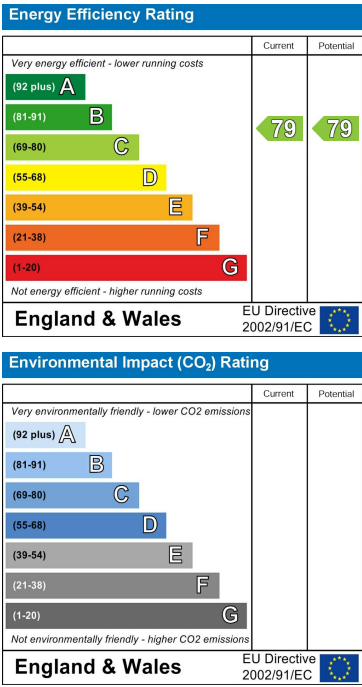 Energy Efficiency Rating
Current Potential
Very energy efficient - lower running costs
(92 plus) A
(81-91) B
79 79
(69-80) C
(55-68) D
(39-54) E
(21-38) F
(1-20) G
Not energy efficient - higher running costs
England & Wales
EU Directive
2002/91/EC
Environmental Impact (CO₂) Rating
Current Potential
Very environmentally friendly - lower CO2 emissions
(92 plus) A
(81-91) B
(69-80) C
(55-68) D
(39-54) E
(21-38) F
(1-20) G
Not environmentally friendly - higher CO2 emissions
England & Wales
EU Directive
2002/91/EC